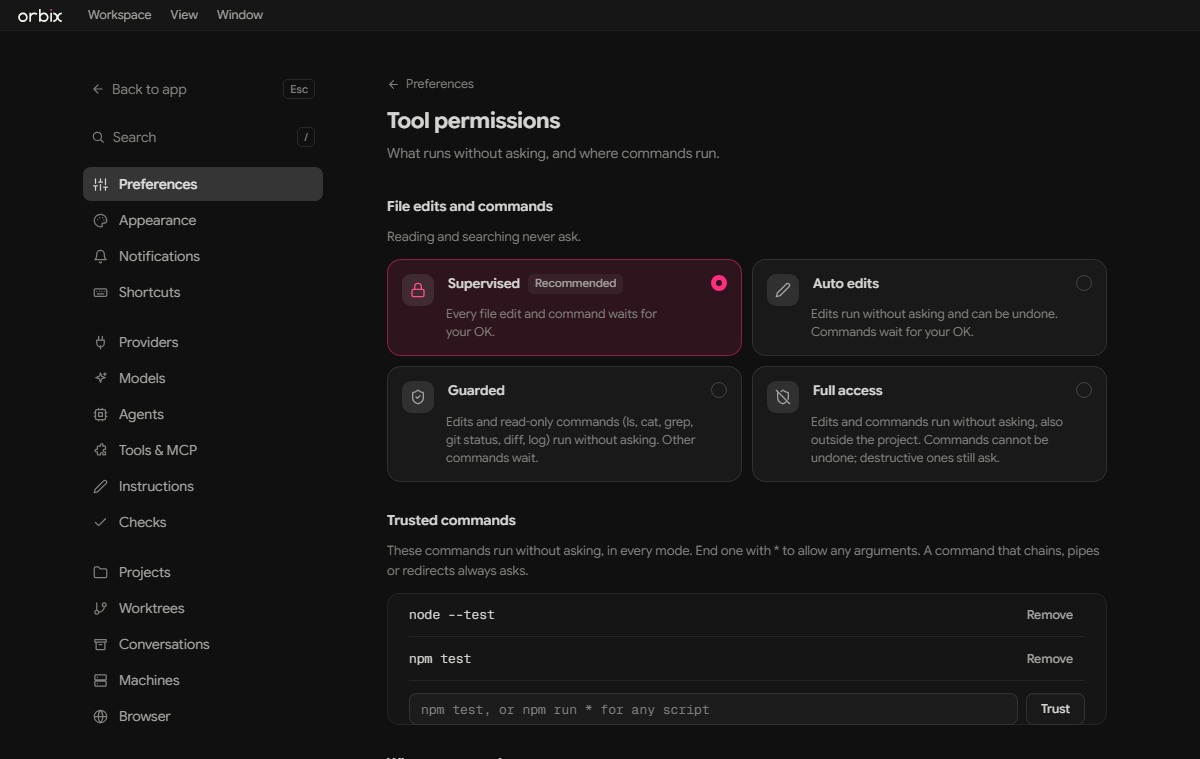 orbix Workspace View Window
Back to app Esc
Search /
Preferences
Appearance
Notifications
Shortcuts
Providers
Models
Agents
Tools & MCP
Instructions
Checks
Projects
Worktrees
Conversations
Machines
Browser
Preferences
Tool permissions
What runs without asking, and where commands run.
File edits and commands
Reading and searching never ask.
Supervised Recommended
Every file edit and command waits for
your OK.
Auto edits
Edits run without asking and can be undone.
Commands wait for your OK.
Guarded
Edits and read-only commands (ls, cat, grep,
git status, diff, log) run without asking. Other
commands wait.
Full access
Edits and commands run without asking, also
outside the project. Commands cannot be
undone; destructive ones still ask.
Trusted commands
These commands run without asking, in every mode. End one with * to allow any arguments. A command that chains, pipes
or redirects always asks.
node --test Remove
npm test Remove
npm test, or npm run * for any script Trust